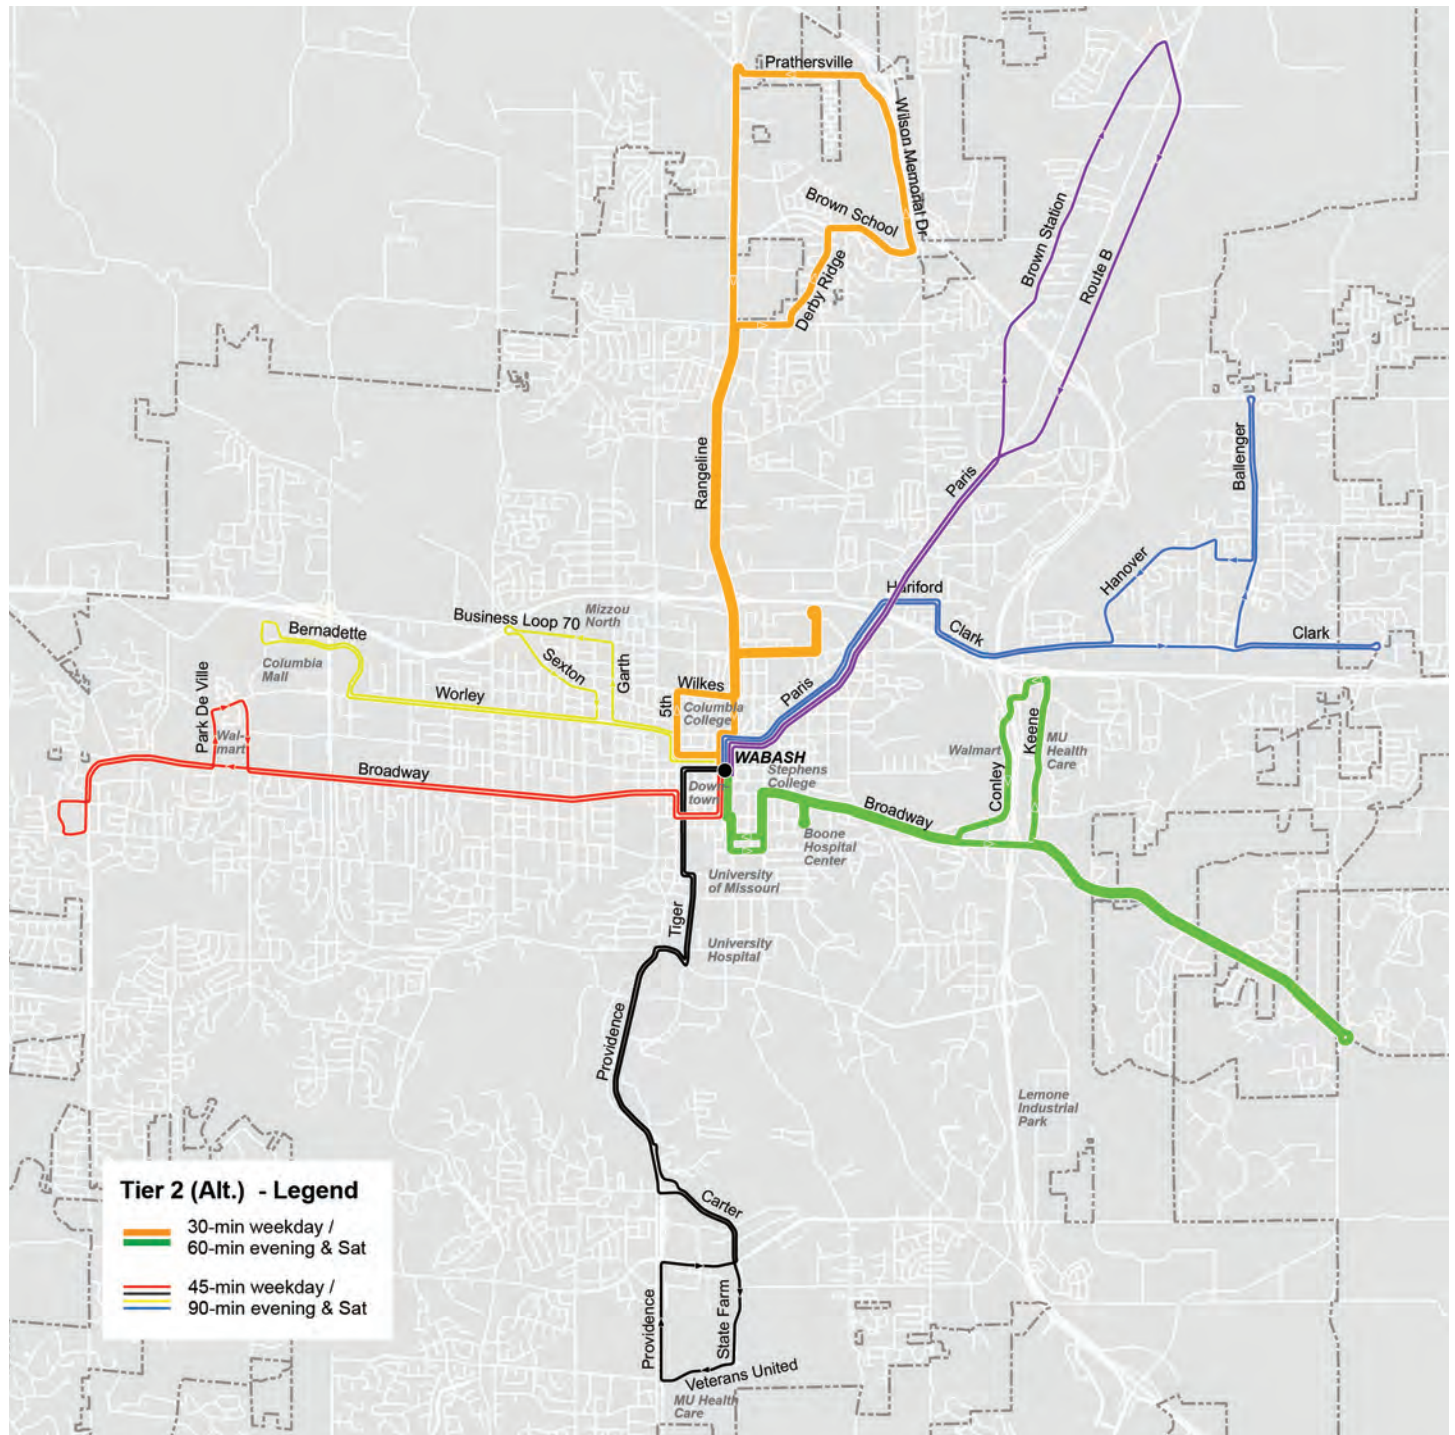 Prathersville
Wilson Memorial Dr
Brown School
Derby Ridge
Brown Station
Route B
Rangeline
Paris
Ballenger
Hanover
Hariford
Clark
Clark
Business Loop 70
Mizzou
North
Bernadette
Columbia
Mall
Sexton
Garth
Worley
Wilkes
5th
Columbia
College
Paris
Park De Ville
Wal-
mart
Broadway
WABASH
Stephens
College
Down-
town
Walmart
Conley
Keene
MU
Health
Care
Broadway
Boone
Hospital
Center
University
of Missouri
Tiger
University
Hospital
Providence
Lemone
Industrial
Park
Carter
Providence
State Farm
Veterans United
MU Health
Care
Tier 2 (Alt.) - Legend
30-min weekday /
60-min evening & Sat
45-min weekday /
90-min evening & Sat